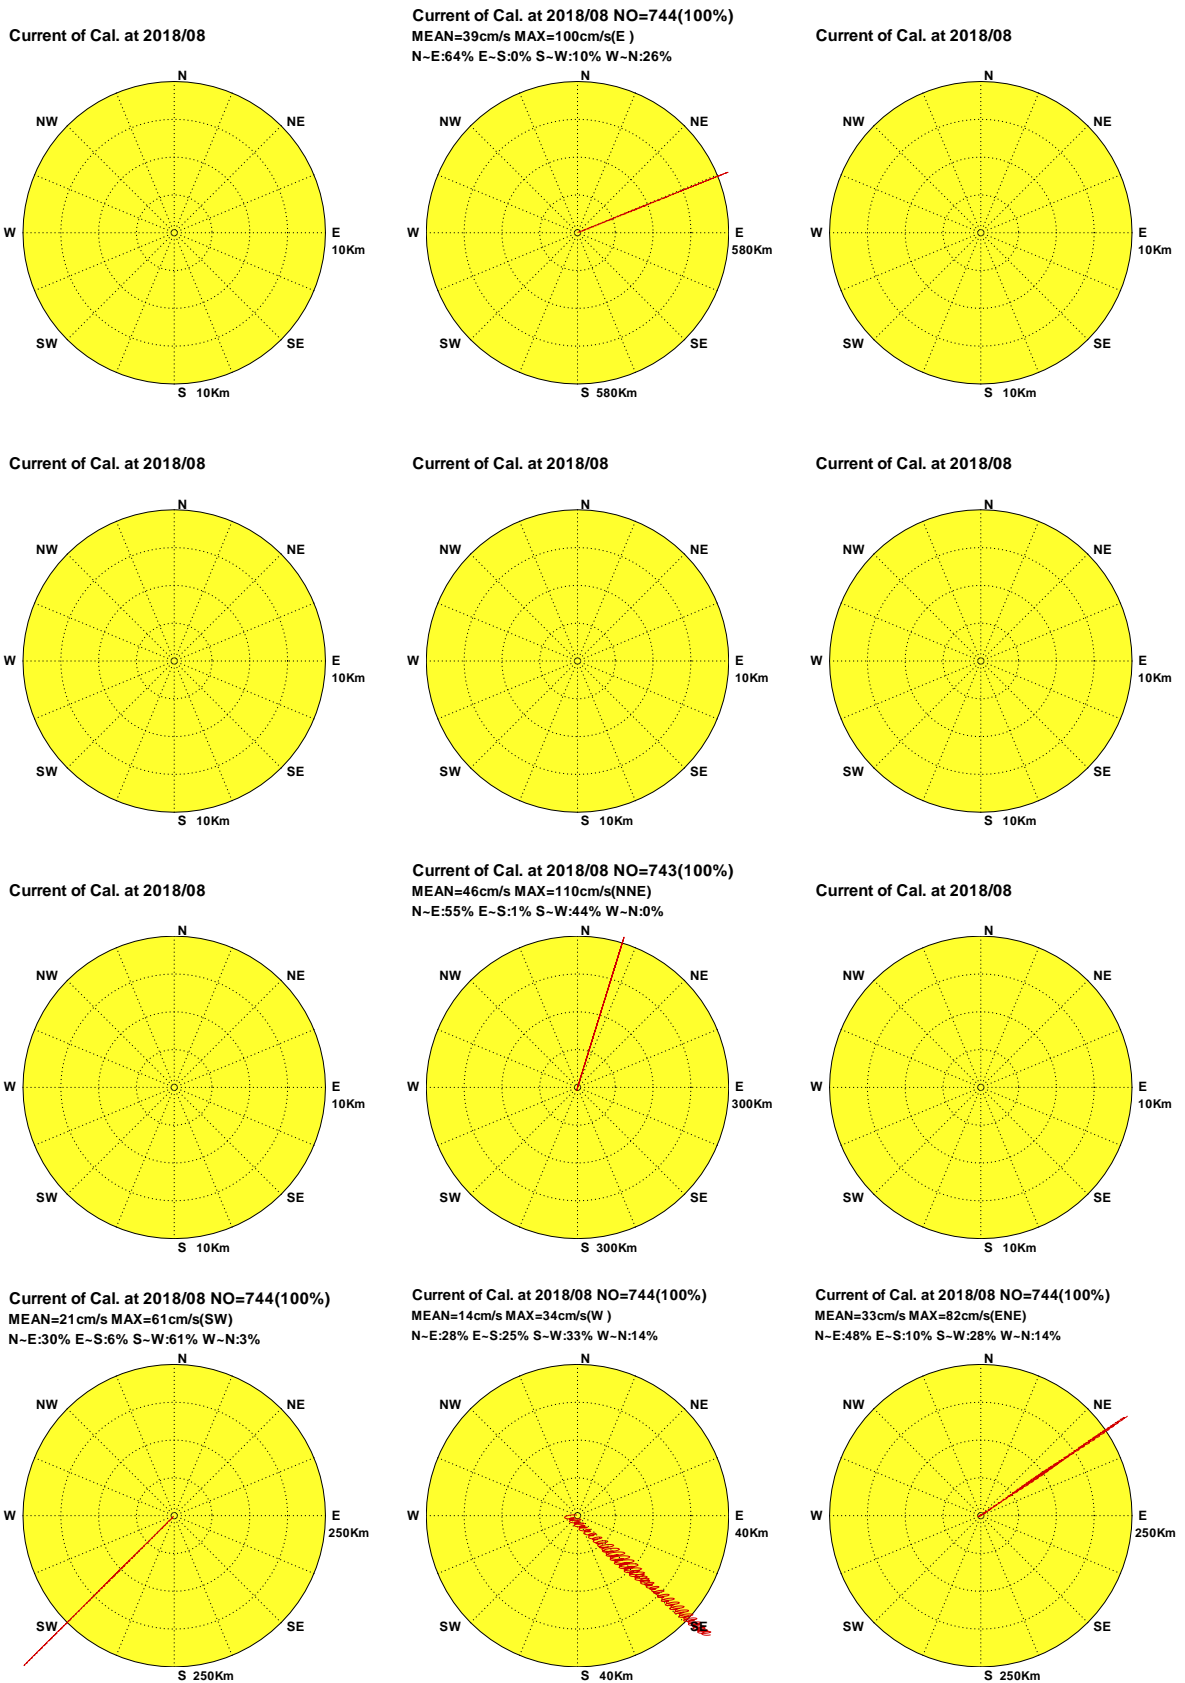 Current of Cal. at 2018/08
N
NW
NE
W
E
10Km
SW
SE
S 10Km
Current of Cal. at 2018/08 NO=744(100%)
MEAN=39cm/s MAX=100cm/s(E )
N~E:64% E~S:0% S~W:10% W~N:26%
N
NW
NE
W
E
580Km
SW
SE
S 580Km
Current of Cal. at 2018/08
N
NW
NE
W
E
10Km
SW
SE
S 10Km
Current of Cal. at 2018/08
N
NW
NE
W
E
10Km
SW
SE
S 10Km
Current of Cal. at 2018/08
N
NW
NE
W
E
10Km
SW
SE
S 10Km
Current of Cal. at 2018/08
N
NW
NE
W
E
10Km
SW
SE
S 10Km
Current of Cal. at 2018/08
N
NW
NE
W
E
10Km
SW
SE
S 10Km
Current of Cal. at 2018/08 NO=743(100%)
MEAN=46cm/s MAX=110cm/s(NNE)
N~E:55% E~S:1% S~W:44% W~N:0%
N
NW
NE
W
E
300Km
SW
SE
S 300Km
Current of Cal. at 2018/08
N
NW
NE
W
E
10Km
SW
SE
S 10Km
Current of Cal. at 2018/08 NO=744(100%)
MEAN=21cm/s MAX=61cm/s(SW)
N~E:30% E~S:6% S~W:61% W~N:3%
N
NW
NE
W
E
250Km
SW
SE
S 250Km
Current of Cal. at 2018/08 NO=744(100%)
MEAN=14cm/s MAX=34cm/s(W )
N~E:28% E~S:25% S~W:33% W~N:14%
N
NW
NE
W
E
40Km
SW
SE
S 40Km
Current of Cal. at 2018/08 NO=744(100%)
MEAN=33cm/s MAX=82cm/s(ENE)
N~E:48% E~S:10% S~W:28% W~N:14%
N
NW
NE
W
E
250Km
SW
SE
S 250Km